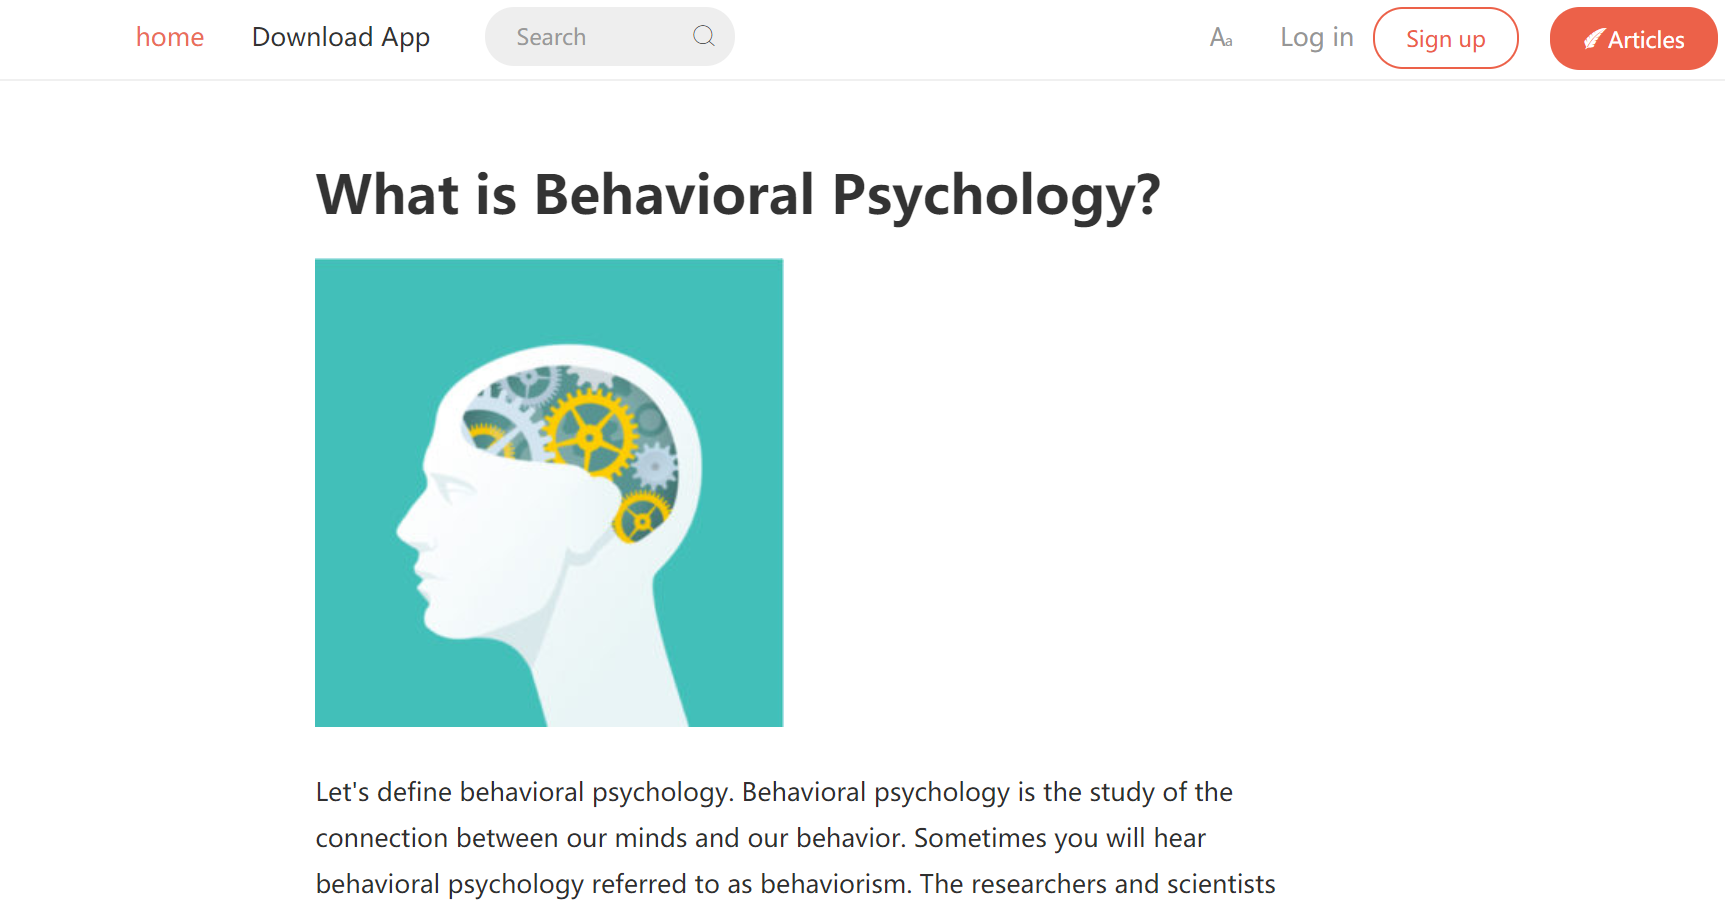 home Download App Search Aa Log in Sign up Articles
What is Behavioral Psychology?
Let's define behavioral psychology. Behavioral psychology is the study of the
connection between our minds and our behavior. Sometimes you will hear
behavioral psychology referred to as behaviorism. The researchers and scientists